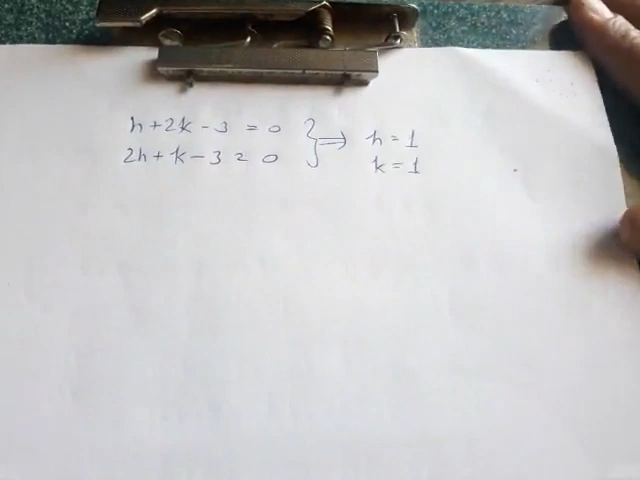 h + 2k - 3 = 0 } ⇒ h = 1
2h + k - 3 = 0 k = 1